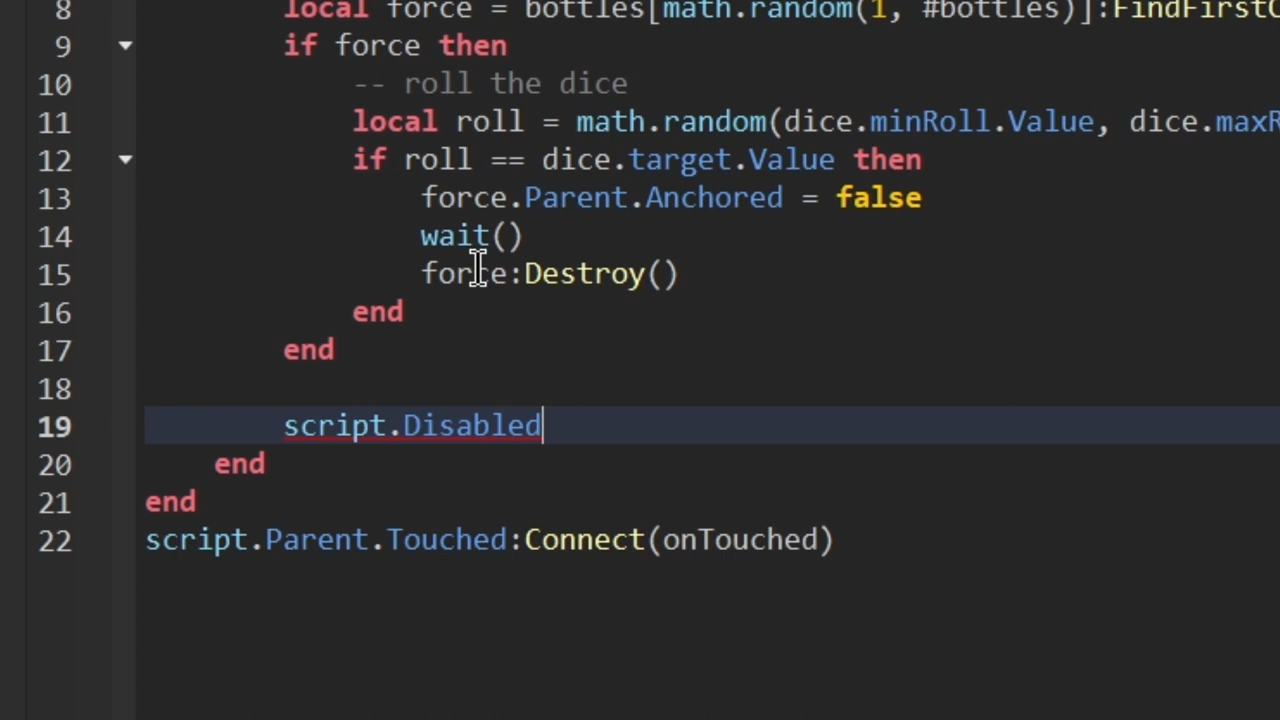 8 local force = bottles[math.random(1, #bottles)]:FindFirstC
9 if force then
10 -- roll the dice
11 local roll = math.random(dice.minRoll.Value, dice.maxR
12 if roll == dice.target.Value then
13 force.Parent.Anchored = false
14 wait()
15 force:Destroy()
16 end
17 end
18
19 script.Disabled
20 end
21 end
22 script.Parent.Touched:Connect(onTouched)